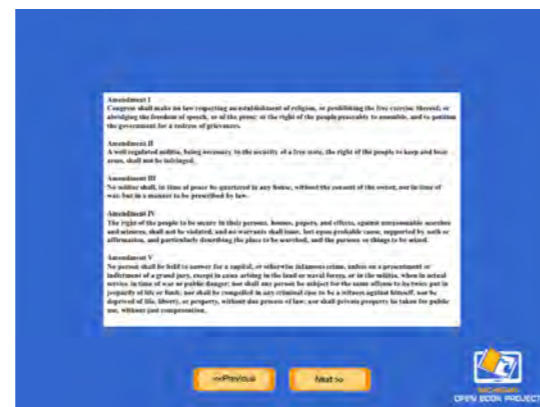 Amendment I
Congress shall make no law respecting an establishment of religion, or prohibiting the free exercise thereof; or
abridging the freedom of speech, or of the press; or the right of the people peaceably to assemble, and to petition
the government for a redress of grievances.
Amendment II
A well regulated militia, being necessary to the security of a free state, the right of the people to keep and bear
arms, shall not be infringed.
Amendment III
No soldier shall, in time of peace be quartered in any house, without the consent of the owner, nor in time of
war, but in a manner to be prescribed by law.
Amendment IV
The right of the people to be secure in their persons, houses, papers, and effects, against unreasonable searches
and seizures, shall not be violated, and no warrants shall issue, but upon probable cause, supported by oath or
affirmation, and particularly describing the place to be searched, and the persons or things to be seized.
Amendment V
No person shall be held to answer for a capital, or otherwise infamous crime, unless on a presentment or
indictment of a grand jury, except in cases arising in the land or naval forces, or in the militia, when in actual
service in time of war or public danger; nor shall any person be subject for the same offense to be twice put in
jeopardy of life or limb; nor shall be compelled in any criminal case to be a witness against himself, nor be
deprived of life, liberty, or property, without due process of law; nor shall private property be taken for public
use, without just compensation.
<<Previous
Next >>
MICHIGAN
OPEN BOOK PROJECT